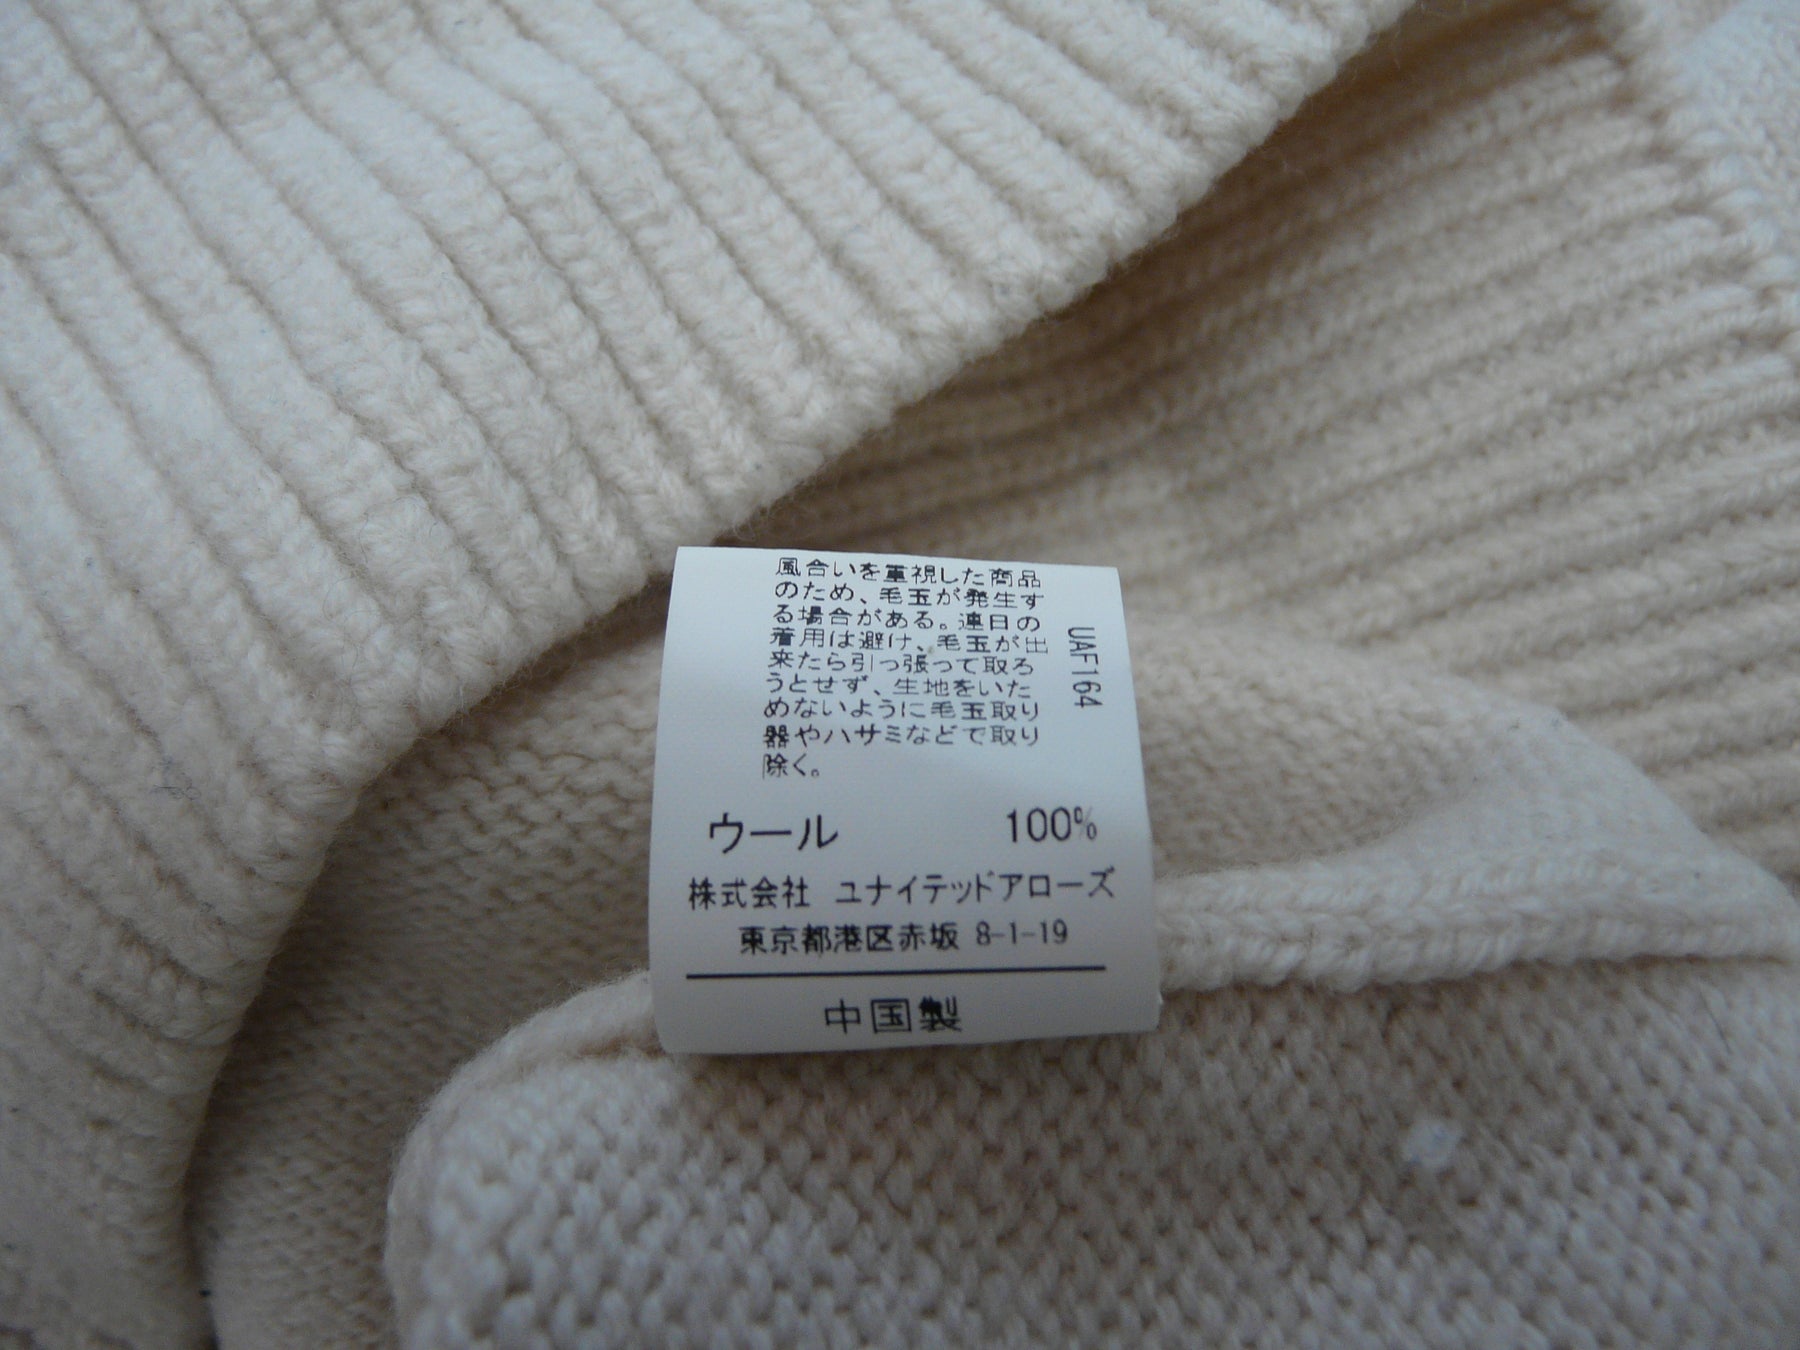 風合いを重視した商品
のため、毛玉が発生す
る場合がある。連日の
着用は避け、毛玉が出
来たら引っ張って取ろ
うとせず、生地をいた
めないように毛玉取り
器やハサミなどで取り
除く。
UAF164
ウール 100%
株式会社 ユナイテッドアローズ
東京都港区赤坂 8-1-19
中国製